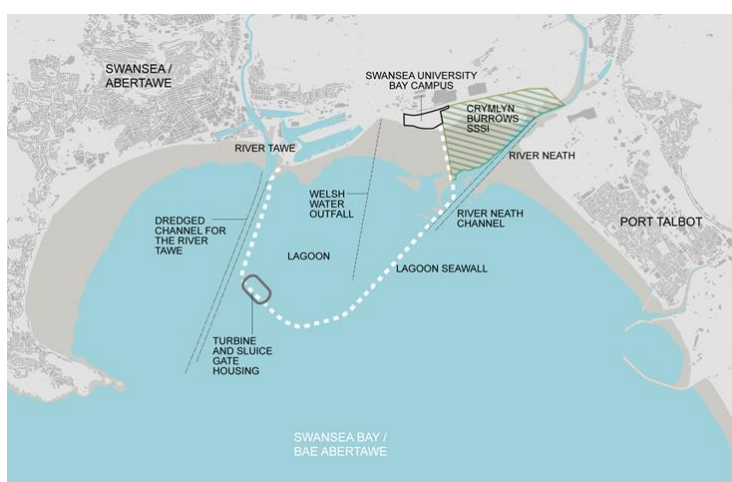 SWANSEA /
ABERTAWE
SWANSEA UNIVERSITY
BAY CAMPUS
CRYMLYN
BURROWS
SSSI
RIVER TAWE
RIVER NEATH
WELSH
WATER
OUTFALL
DREDGED
CHANNEL FOR
THE RIVER
TAWE
RIVER NEATH
CHANNEL
PORT TALBOT
LAGOON
LAGOON SEAWALL
TURBINE
AND SLUICE
GATE
HOUSING
SWANSEA BAY /
BAE ABERTAWE